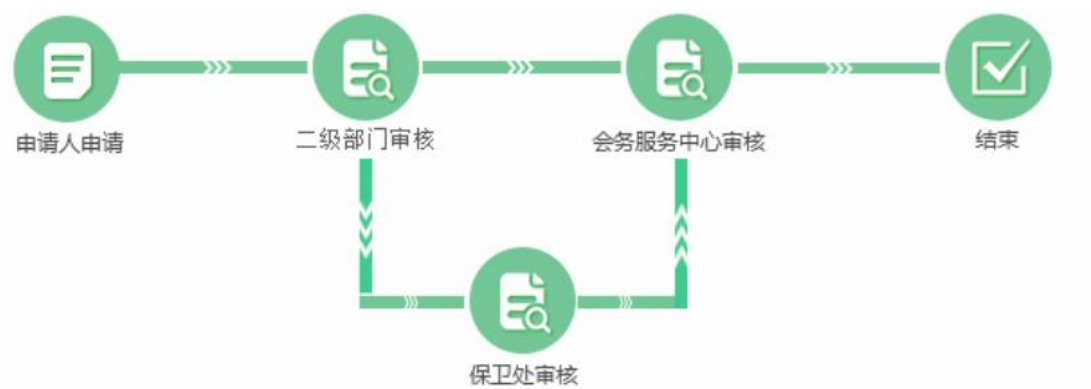 申请人申请
二级部门审核
会务服务中心审核
结束
保卫处审核